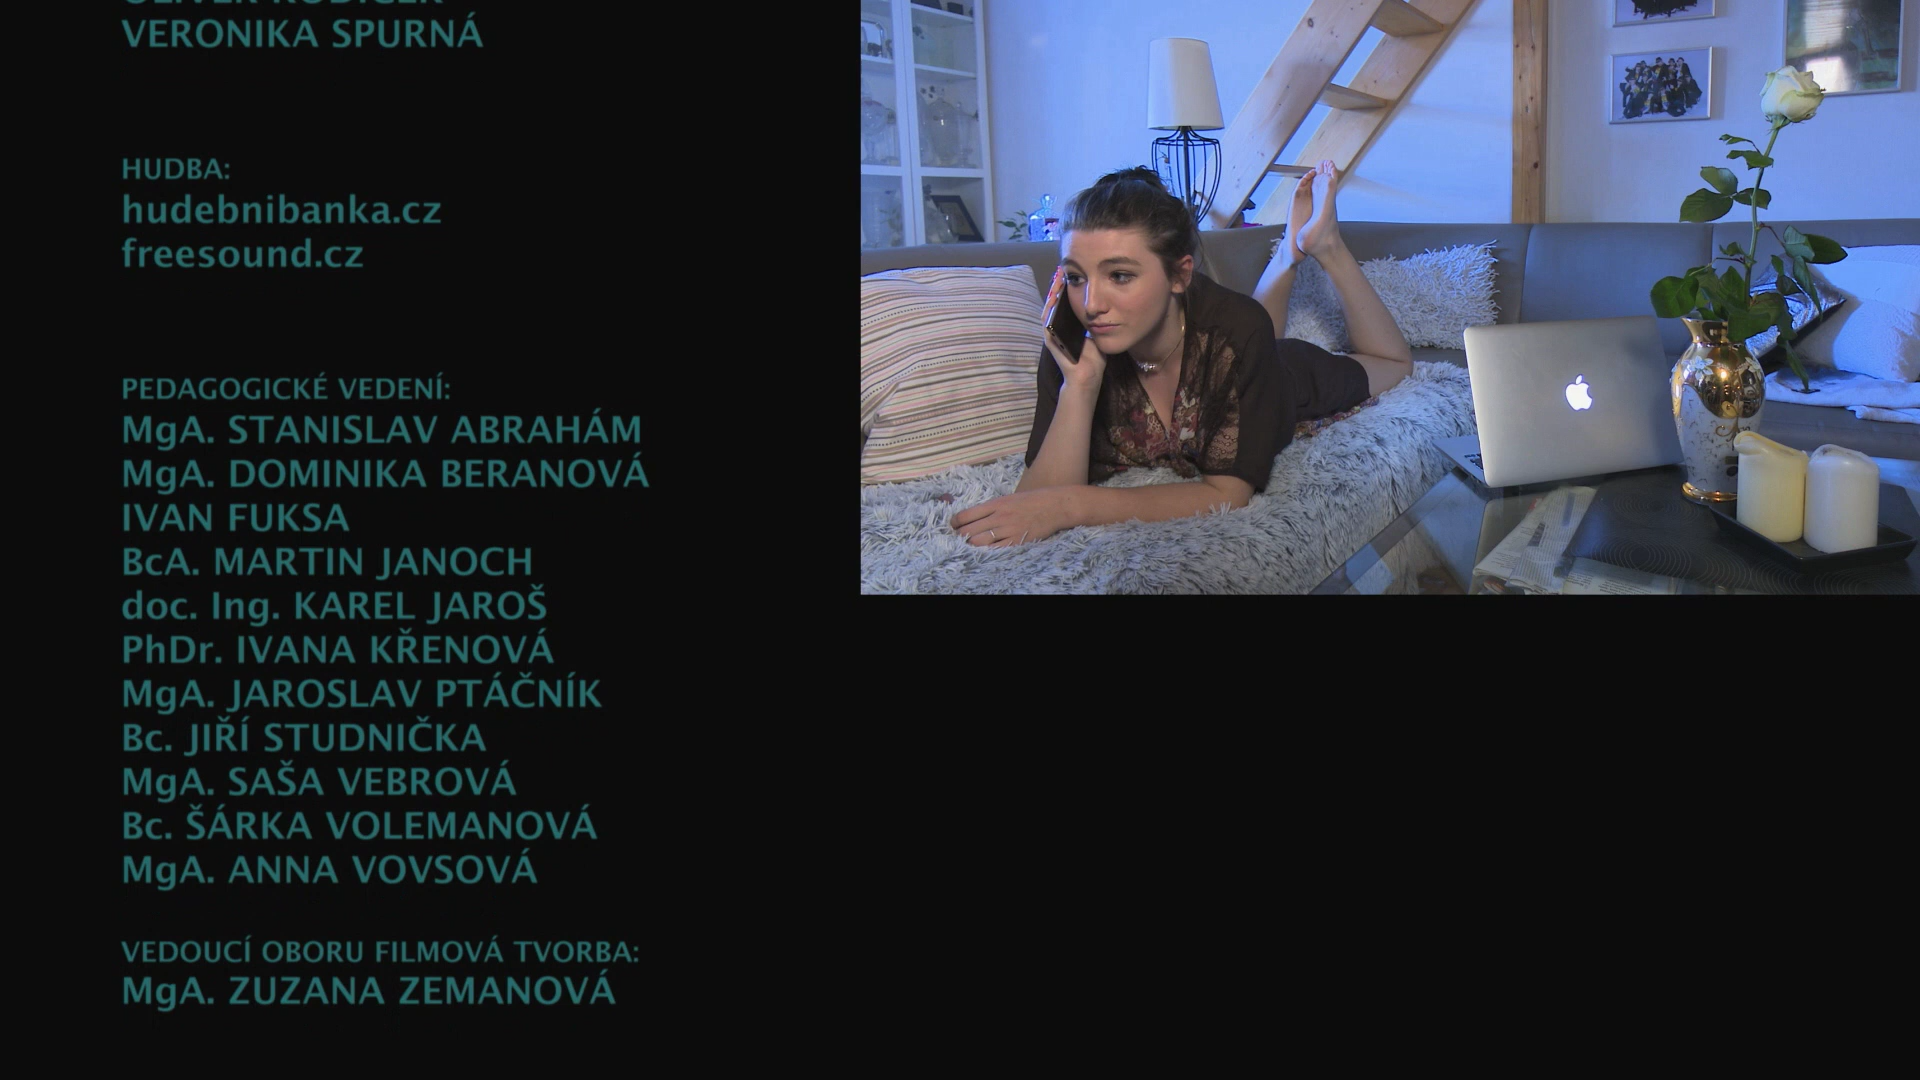 VERONIKA SPURNÁ
HUDBA:
hudebnibanka.cz
freesound.cz
PEDAGOGICKÉ VEDENÍ:
MgA. STANISLAV ABRAHÁM
MgA. DOMINIKA BERANOVÁ
IVAN FUKSA
BcA. MARTIN JANOCH
doc. Ing. KAREL JAROŠ
PhDr. IVANA KŘENOVÁ
MgA. JAROSLAV PTÁČNÍK
Bc. JIŘÍ STUDNIČKA
MgA. SAŠA VEBROVÁ
Bc. ŠÁRKA VOLEMANOVÁ
MgA. ANNA VOVSOVÁ
VEDOUCÍ OBORU FILMOVÁ TVORBA:
MgA. ZUZANA ZEMANOVÁ